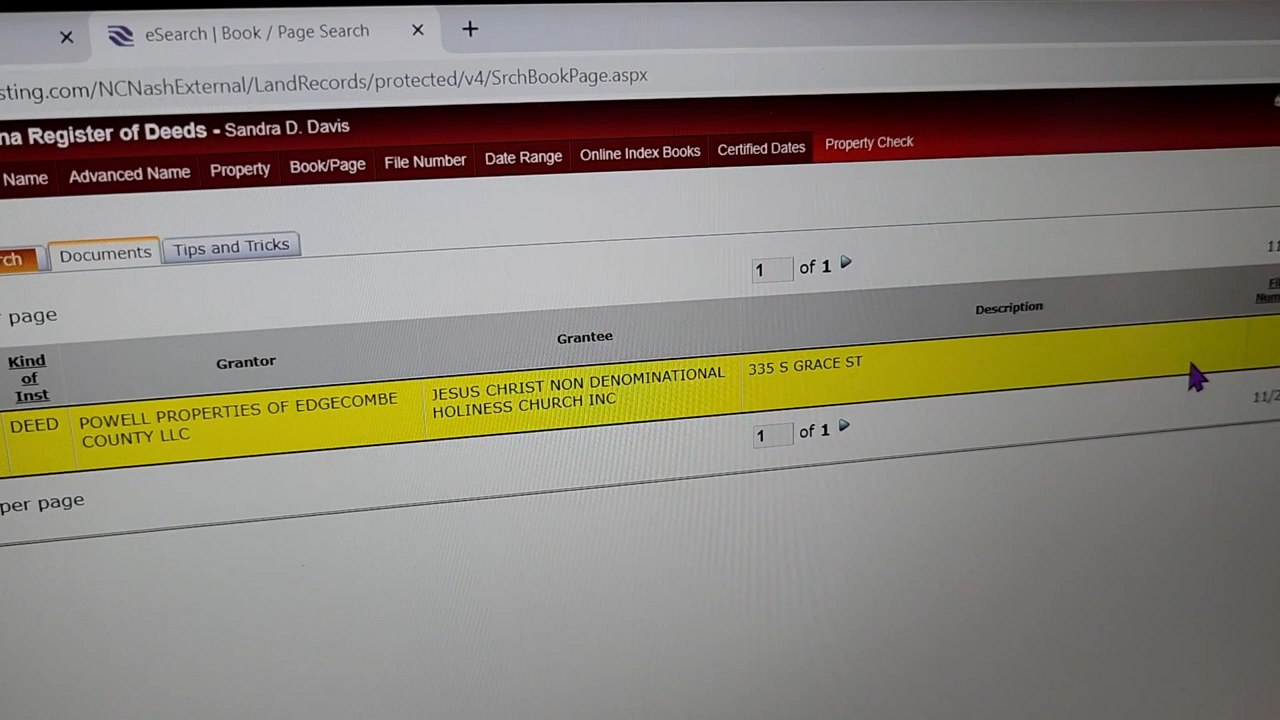 eSearch | Book / Page Search
sting.com/NCNashExternal/LandRecords/protected/v4/SrchBookPage.aspx
na Register of Deeds - Sandra D. Davis
Name Advanced Name Property Book/Page File Number Date Range Online Index Books Certified Dates Property Check
rch Documents Tips and Tricks
1 of 1
page
Kind of Inst Grantor Grantee Description
DEED POWELL PROPERTIES OF EDGECOMBE COUNTY LLC JESUS CHRIST NON DENOMINATIONAL HOLINESS CHURCH INC 335 S GRACE ST
1 of 1
per page